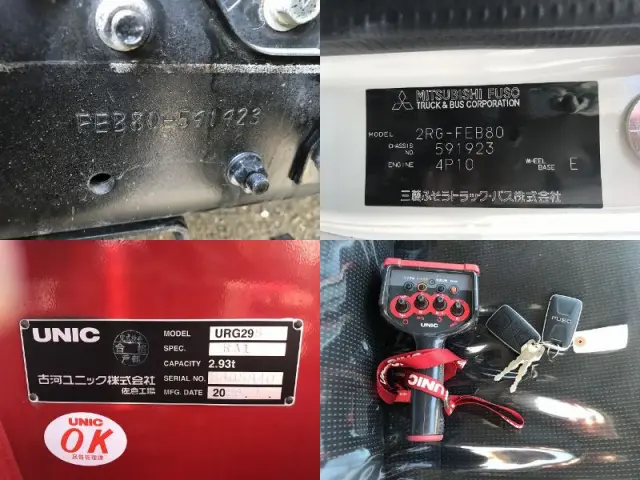 FEB80-591923
MITSUBISHI FUSO
TRUCK & BUS CORPORATION
MODEL 2RG-FEB80
CHASSIS NO. 591923
ENGINE 4P10 WHEEL BASE E
三菱ふそうトラック・バス株式会社
UNIC
MODEL URG29
SPEC.
CAPACITY 2.93t
古河ユニック株式会社
佐倉工場
SERIAL NO.
MFG. DATE 20
UNIC
OK
UNIC
UNIC
FUSO